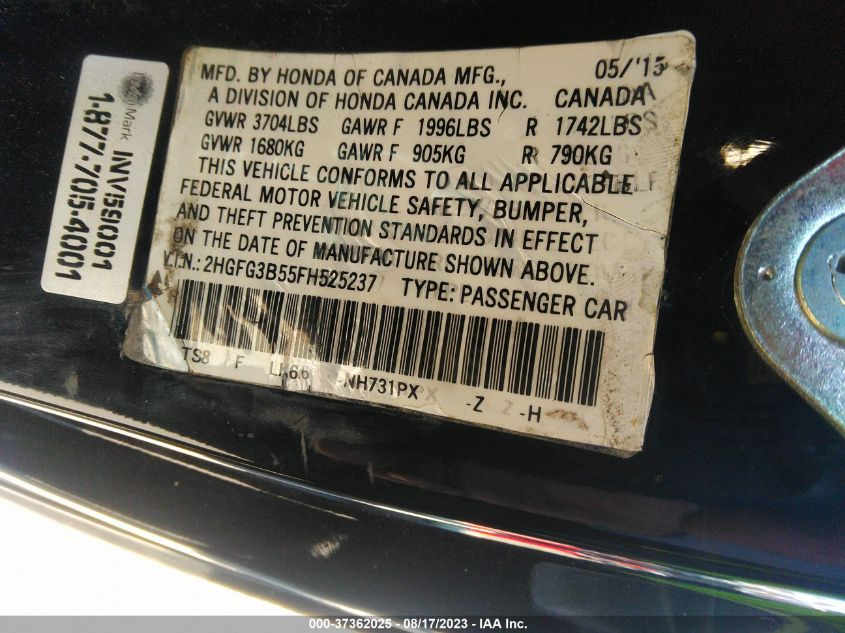 MFD. BY HONDA OF CANADA MFG., 05/'15
A DIVISION OF HONDA CANADA INC. CANADA
GVWR 3704LBS GAWR F 1996LBS R 1742LBS
GVWR 1680KG GAWR F 905KG R 790KG
THIS VEHICLE CONFORMS TO ALL APPLICABLE
FEDERAL MOTOR VEHICLE SAFETY, BUMPER,
AND THEFT PREVENTION STANDARDS IN EFFECT
ON THE DATE OF MANUFACTURE SHOWN ABOVE.
V.I.N.: 2HGFG3B55FH525237 TYPE: PASSENGER CAR
TS8 F NH731PX -Z -H
Mark INV591001
1-877-705-4001
000-37362025 - 08/17/2023 - IAA Inc.